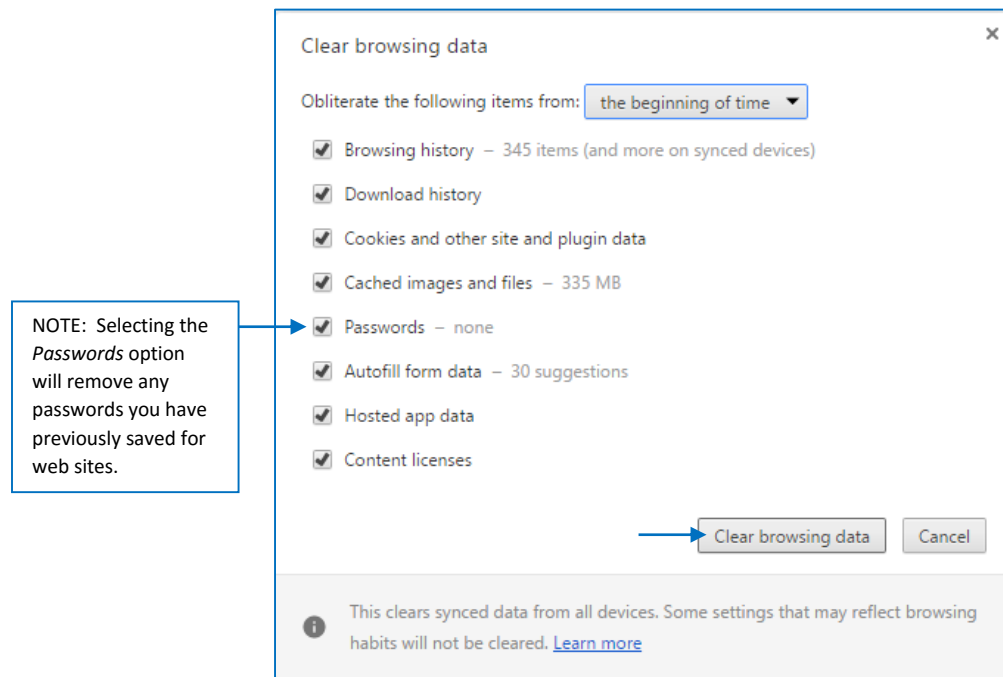 Clear browsing data
Obliterate the following items from: the beginning of time
Browsing history – 345 items (and more on synced devices)
Download history
Cookies and other site and plugin data
Cached images and files – 335 MB
NOTE: Selecting the
Passwords option
will remove any
passwords you have
previously saved for
web sites.
Passwords – none
Autofill form data – 30 suggestions
Hosted app data
Content licenses
Clear browsing data Cancel
This clears synced data from all devices. Some settings that may reflect browsing
habits will not be cleared. Learn more